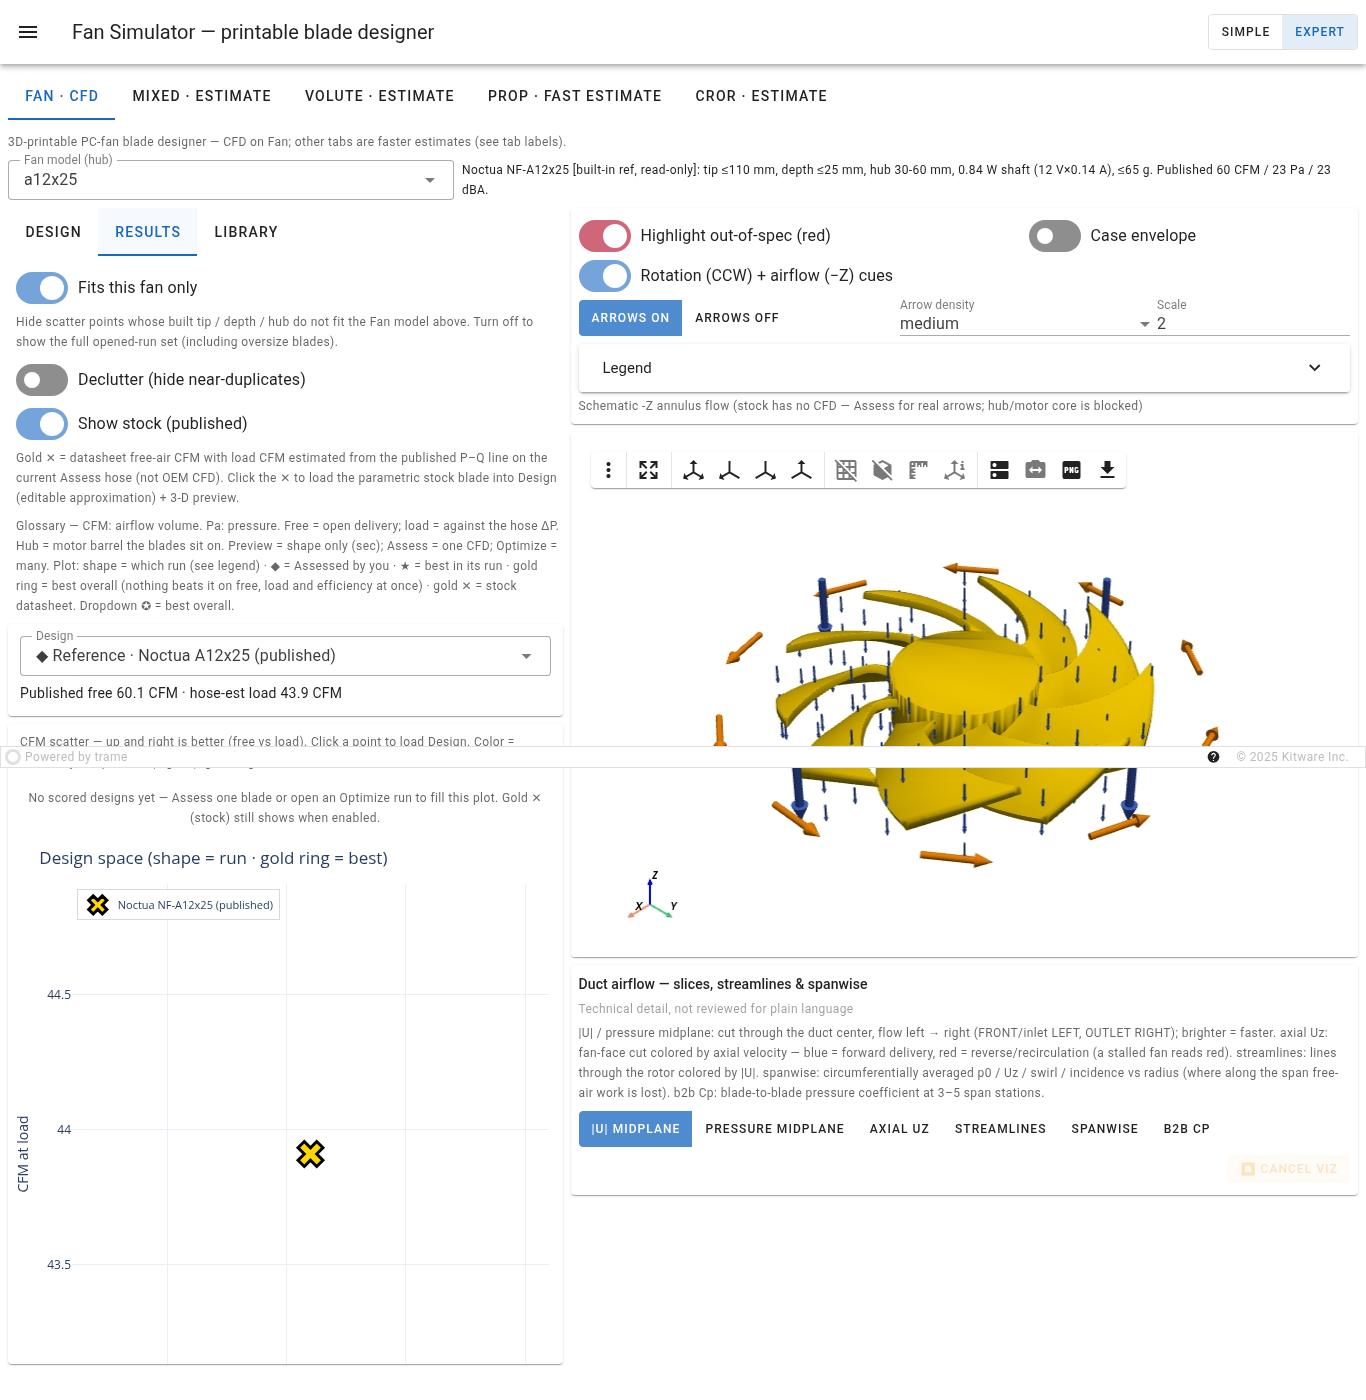 Fan Simulator — printable blade designer
SIMPLE
EXPERT
FAN · CFD
MIXED · ESTIMATE
VOLUTE · ESTIMATE
PROP · FAST ESTIMATE
CROR · ESTIMATE
3D-printable PC-fan blade designer — CFD on Fan; other tabs are faster estimates (see tab labels).
Fan model (hub)
a12x25
Noctua NF-A12x25 [built-in ref, read-only]: tip ≤110 mm, depth ≤25 mm, hub 30-60 mm, 0.84 W shaft (12 V×0.14 A), ≤65 g. Published 60 CFM / 23 Pa / 23
dBA.
DESIGN
RESULTS
LIBRARY
Fits this fan only
Hide scatter points whose built tip / depth / hub do not fit the Fan model above. Turn off to
show the full opened-run set (including oversize blades).
Declutter (hide near-duplicates)
Show stock (published)
Gold ✕ = datasheet free-air CFM with load CFM estimated from the published P–Q line on the
current Assess hose (not OEM CFD). Click the ✕ to load the parametric stock blade into Design
(editable approximation) + 3-D preview.
Glossary — CFM: airflow volume. Pa: pressure. Free = open delivery; load = against the hose ΔP.
Hub = motor barrel the blades sit on. Preview = shape only (sec); Assess = one CFD; Optimize =
many. Plot: shape = which run (see legend) · ◆ = Assessed by you · ★ = best in its run · gold
ring = best overall (nothing beats it on free, load and efficiency at once) · gold ✕ = stock
datasheet. Dropdown ✪ = best overall.
Design
◆ Reference · Noctua A12x25 (published)
Published free 60.1 CFM · hose-est load 43.9 CFM
CFM scatter — up and right is better (free vs load). Click a point to load Design. Color =
No scored designs yet — Assess one blade or open an Optimize run to fill this plot. Gold ✕
(stock) still shows when enabled.
Design space (shape = run · gold ring = best)
Noctua NF-A12x25 (published)
44.5
44
43.5
CFM at load
Highlight out-of-spec (red)
Case envelope
Rotation (CCW) + airflow (−Z) cues
ARROWS ON
ARROWS OFF
Arrow density
medium
Scale
2
Legend
Schematic -Z annulus flow (stock has no CFD — Assess for real arrows; hub/motor core is blocked)
PNG
Z
X
Y
Duct airflow — slices, streamlines & spanwise
Technical detail, not reviewed for plain language
|U| / pressure midplane: cut through the duct center, flow left → right (FRONT/inlet LEFT, OUTLET RIGHT); brighter = faster. axial Uz:
fan-face cut colored by axial velocity — blue = forward delivery, red = reverse/recirculation (a stalled fan reads red). streamlines: lines
through the rotor colored by |U|. spanwise: circumferentially averaged p0 / Uz / swirl / incidence vs radius (where along the span free-
air work is lost). b2b Cp: blade-to-blade pressure coefficient at 3–5 span stations.
|U| MIDPLANE
PRESSURE MIDPLANE
AXIAL UZ
STREAMLINES
SPANWISE
B2B CP
CANCEL VIZ
Powered by trame
© 2025 Kitware Inc.